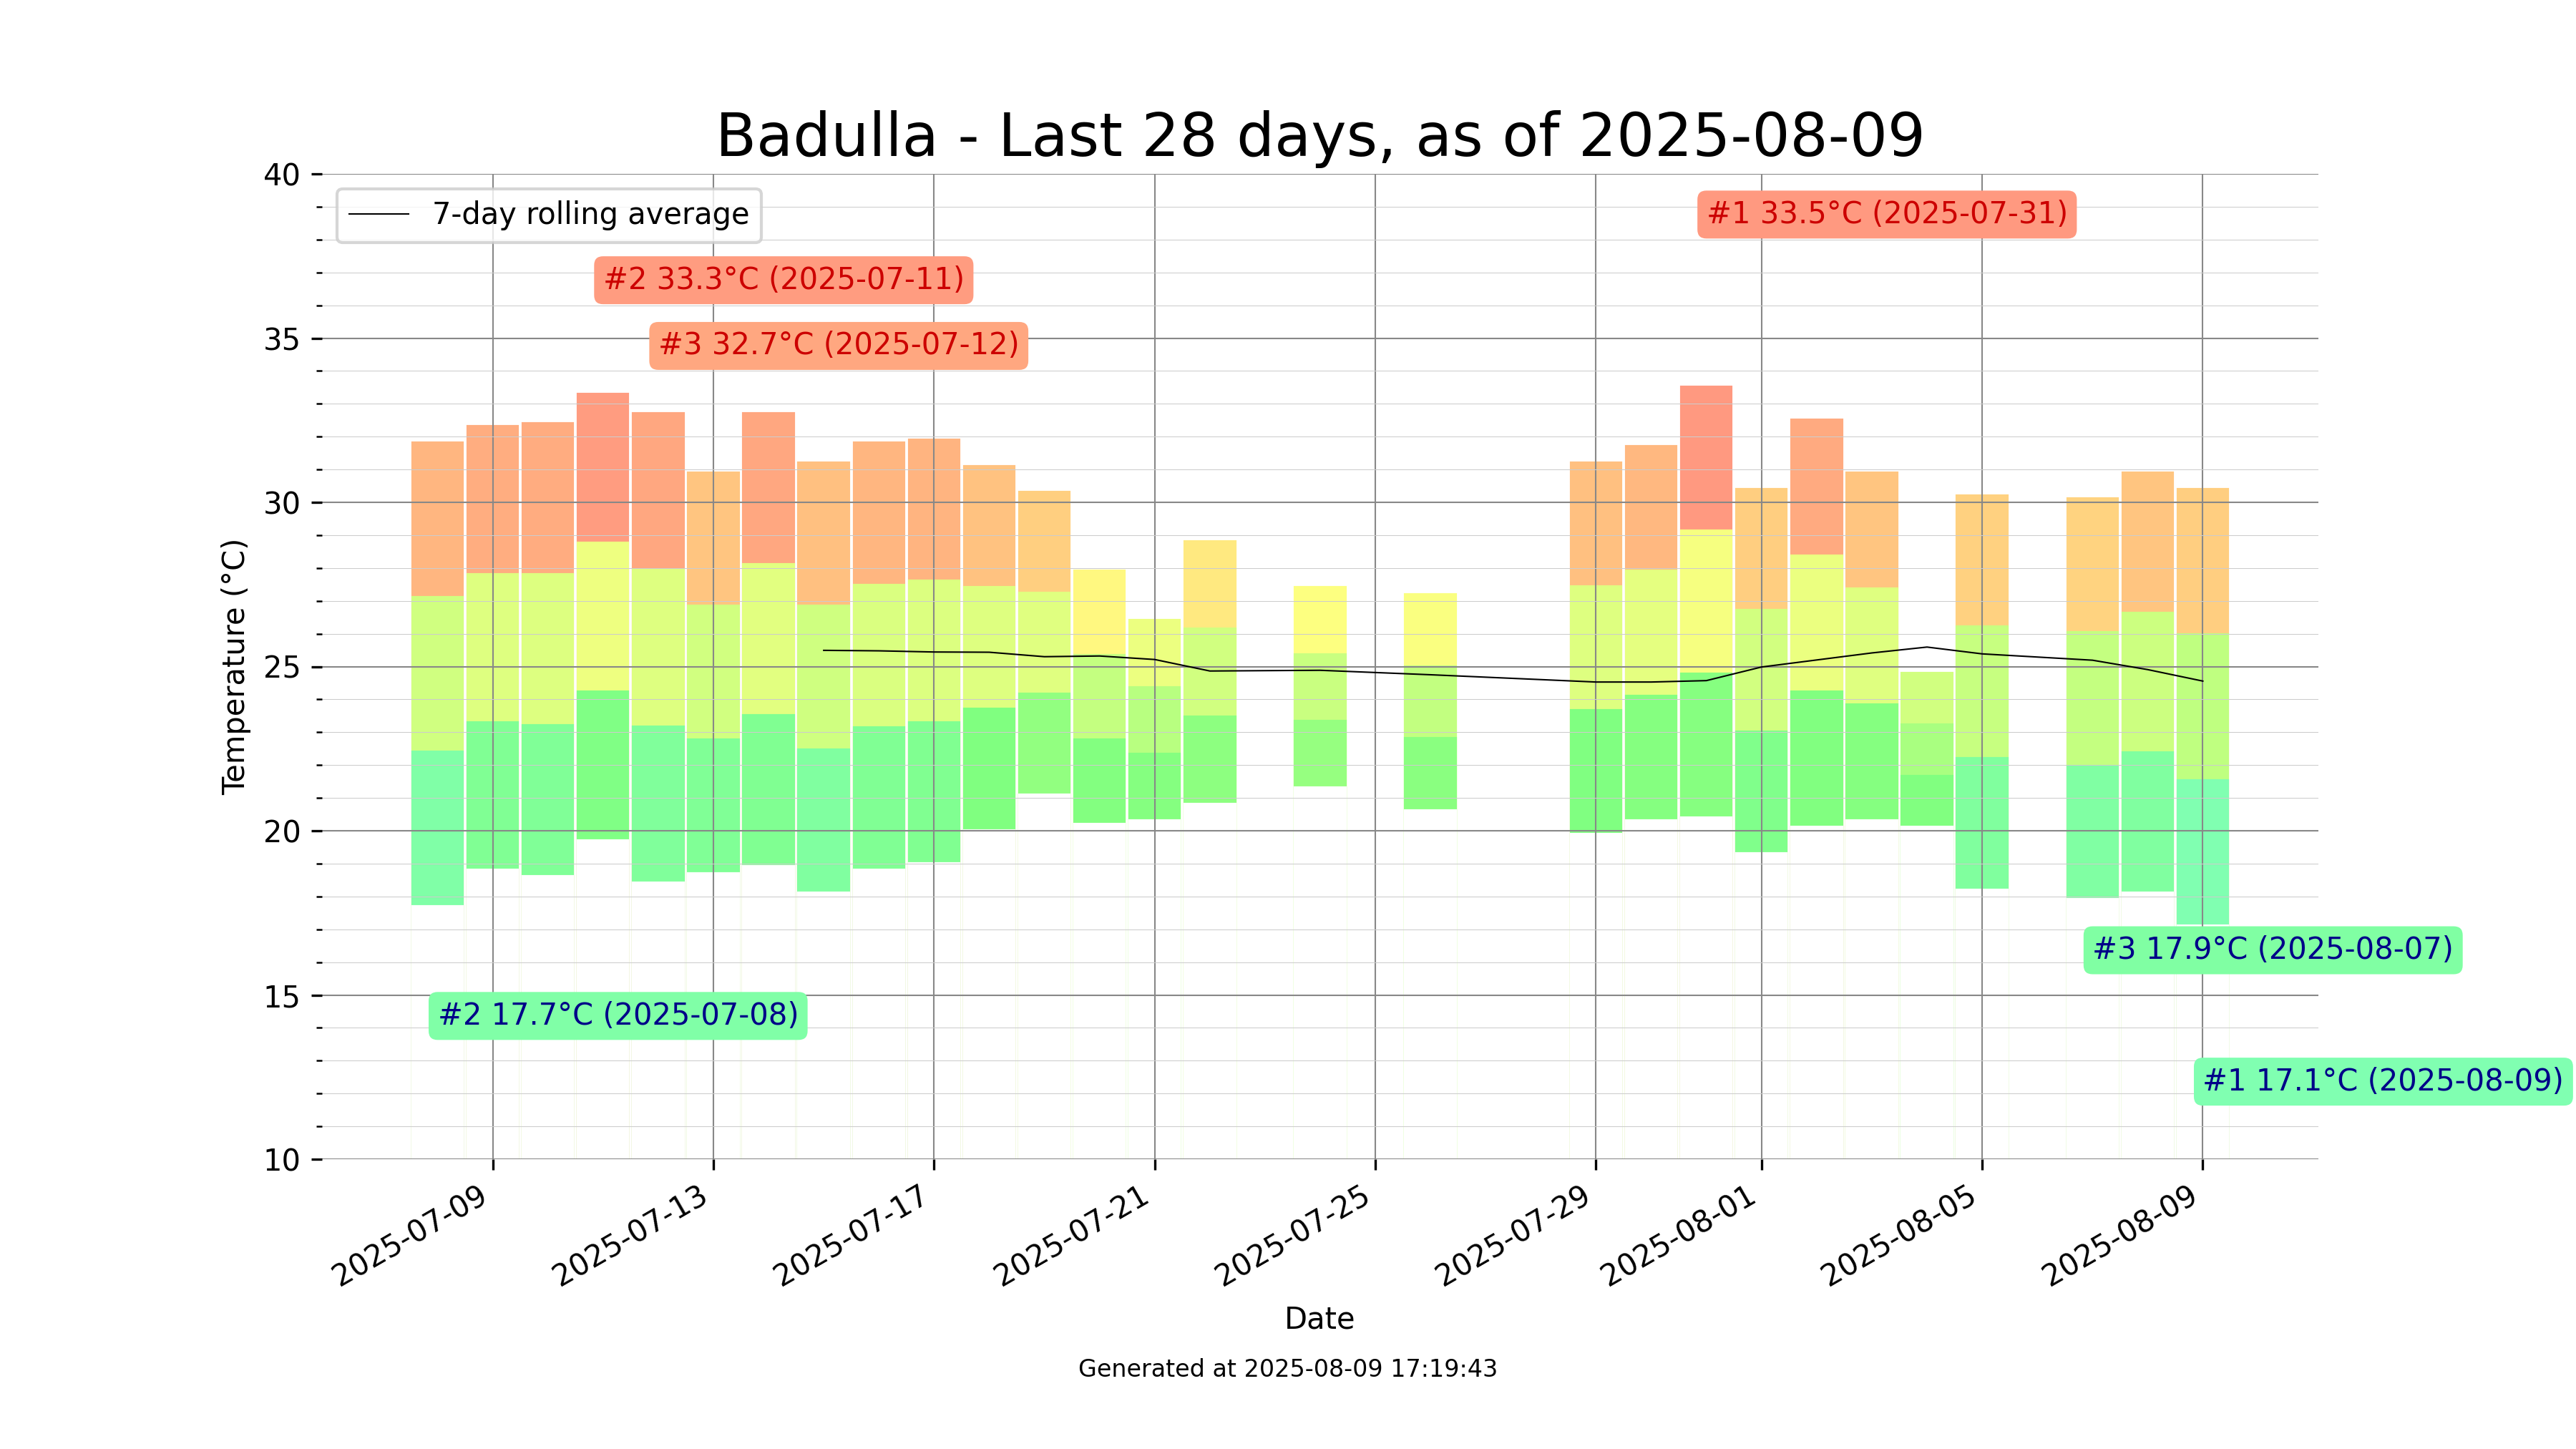 Badulla - Last 28 days, as of 2025-08-09
7-day rolling average
#1 33.5°C (2025-07-31)
#2 33.3°C (2025-07-11)
#3 32.7°C (2025-07-12)
#3 17.9°C (2025-08-07)
#2 17.7°C (2025-07-08)
#1 17.1°C (2025-08-09)
Temperature (°C)
40
35
30
25
20
15
10
2025-07-09
2025-07-13
2025-07-17
2025-07-21
2025-07-25
2025-07-29
2025-08-01
2025-08-05
2025-08-09
Date
Generated at 2025-08-09 17:19:43